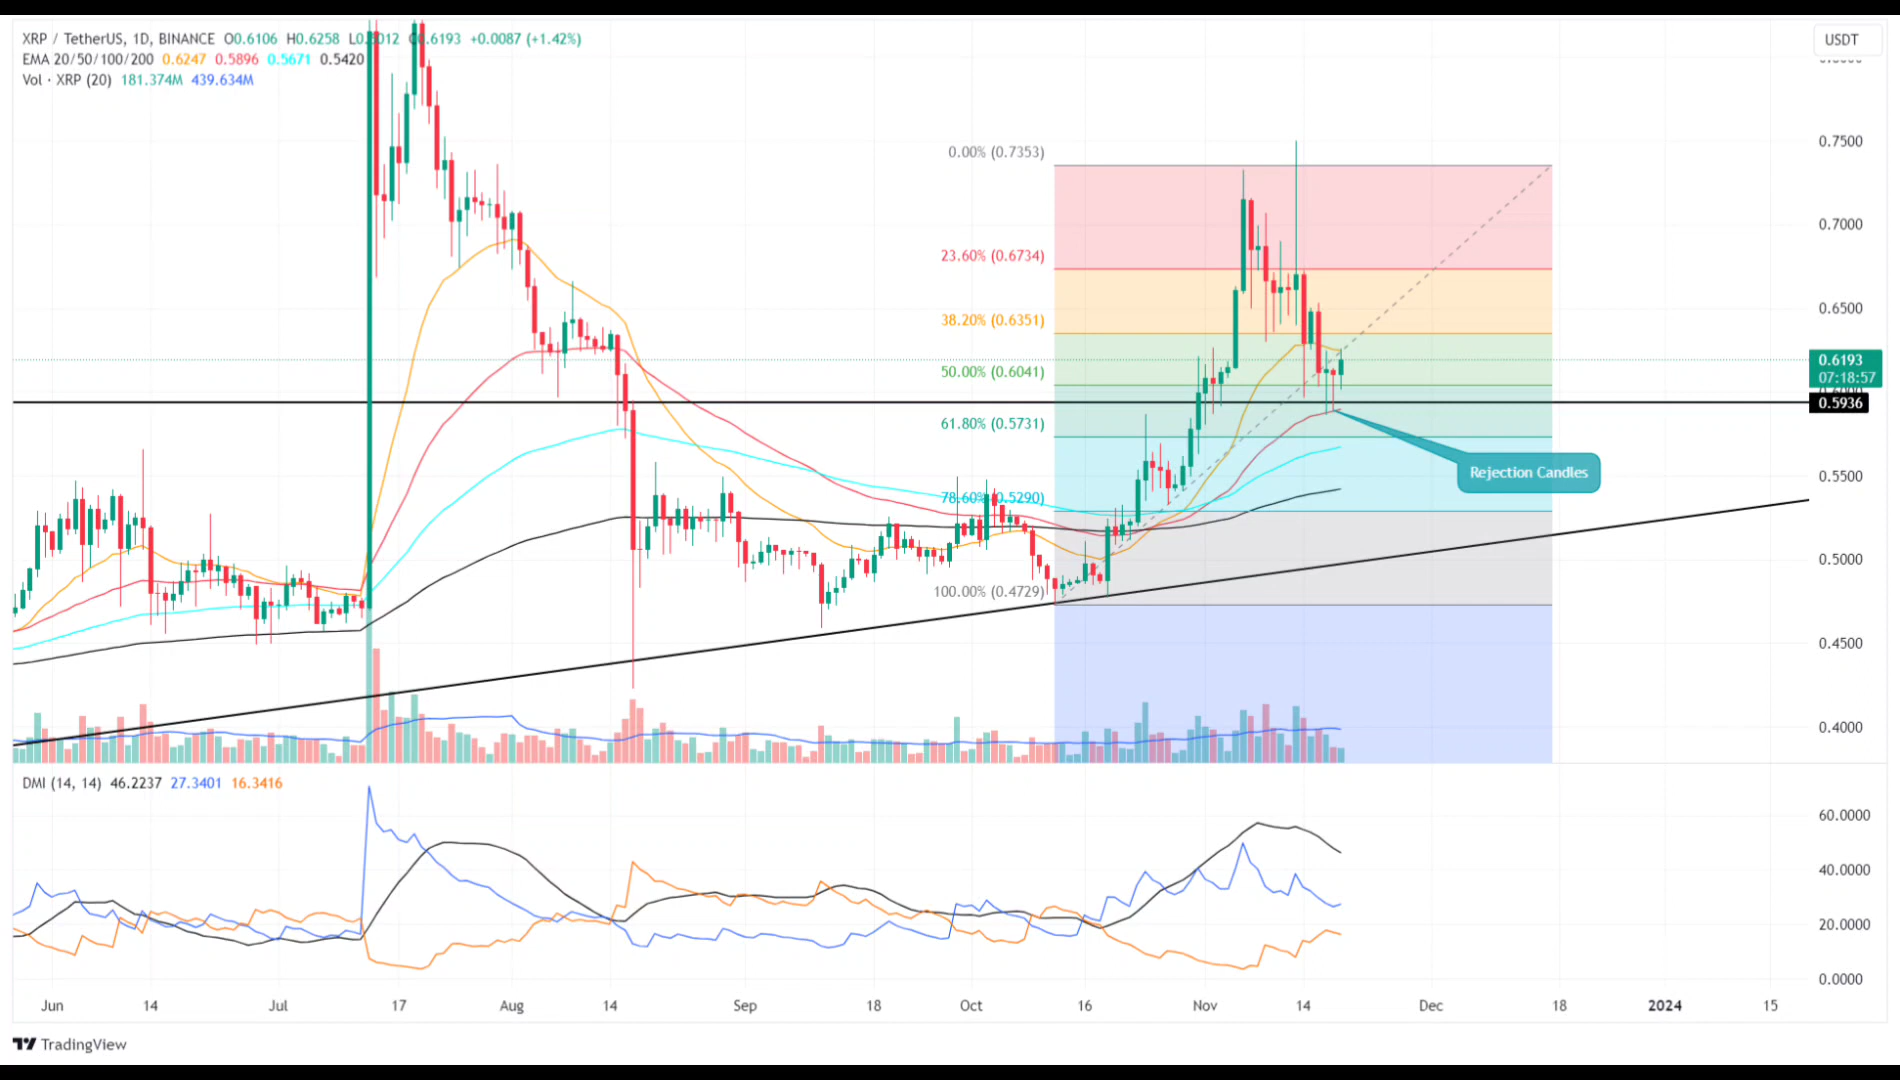 XRP / TetherUS, 1D, BINANCE O0.6106 H0.6258 L0.6012 C0.6193 +0.0087 (+1.42%)
USDT
EMA 20/50/100/200 0.6247 0.5896 0.5671 0.5420
Vol · XRP (20) 181.374M 439.634M
0.7500
0.00% (0.7353)
0.7000
23.60% (0.6734)
0.6500
38.20% (0.6351)
0.6193
07:18:57
50.00% (0.6041)
0.5936
61.80% (0.5731)
Rejection Candles
0.5500
78.60% (0.5290)
0.5000
100.00% (0.4729)
0.4500
0.4000
DMI (14, 14) 46.2237 27.3401 16.3416
60.0000
40.0000
20.0000
0.0000
Jun 14 Jul 17 Aug 14 Sep 18 Oct 16 Nov 14 Dec 18 2024 15
TradingView